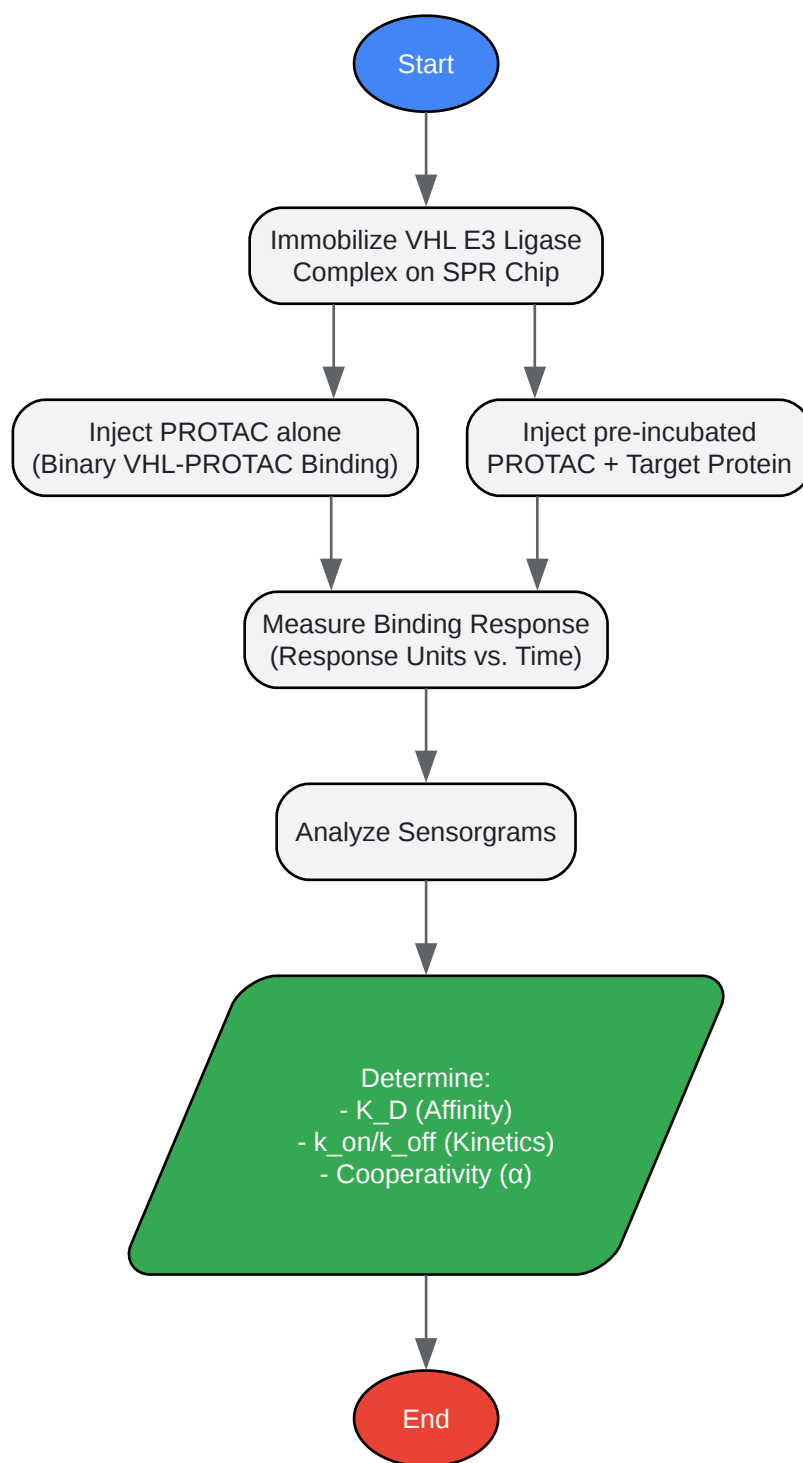 Start
Immobilize VHL E3 Ligase
Complex on SPR Chip
Inject PROTAC alone
(Binary VHL-PROTAC Binding)
Inject pre-incubated
PROTAC + Target Protein
Measure Binding Response
(Response Units vs. Time)
Analyze Sensorgrams
Determine:
- K_D (Affinity)
- k_on/k_off (Kinetics)
- Cooperativity (α)
End